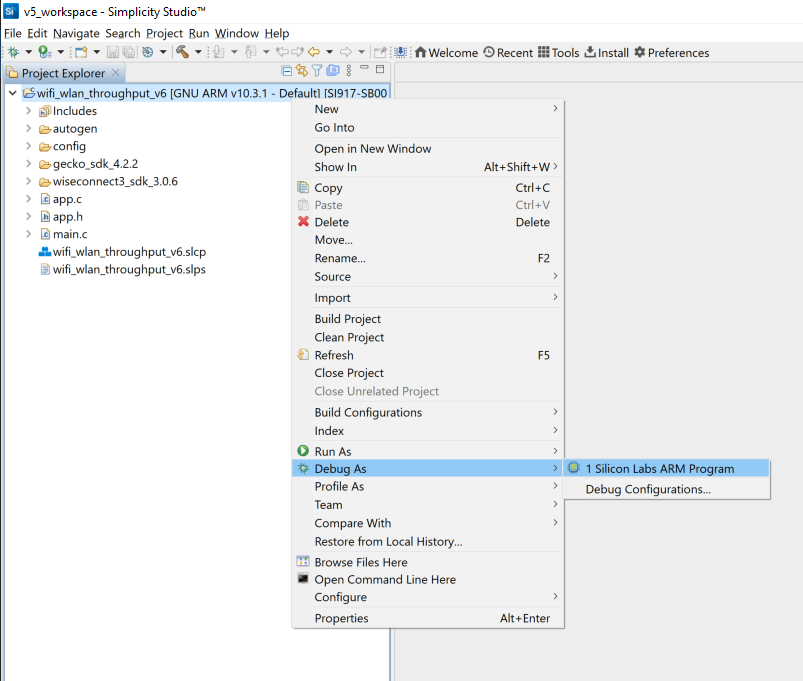 Si v5_workspace - Simplicity Studio™
File Edit Navigate Search Project Run Window Help
Welcome Recent Tools Install Preferences
Project Explorer
wifi_wlan_throughput_v6 [GNU ARM v10.3.1 - Default] [SI917-SB00
Includes
autogen
config
gecko_sdk_4.2.2
wiseconnect3_sdk_3.0.6
app.c
app.h
main.c
wifi_wlan_throughput_v6.slcp
wifi_wlan_throughput_v6.slps
New
Go Into
Open in New Window
Show In Alt+Shift+W
Copy Ctrl+C
Paste Ctrl+V
Delete Delete
Move...
Rename... F2
Source
Import
Build Project
Clean Project
Refresh F5
Close Project
Close Unrelated Project
Build Configurations
Index
Run As
Debug As
Profile As
Team
Compare With
Restore from Local History...
Browse Files Here
Open Command Line Here
Configure
Properties Alt+Enter
1 Silicon Labs ARM Program
Debug Configurations...